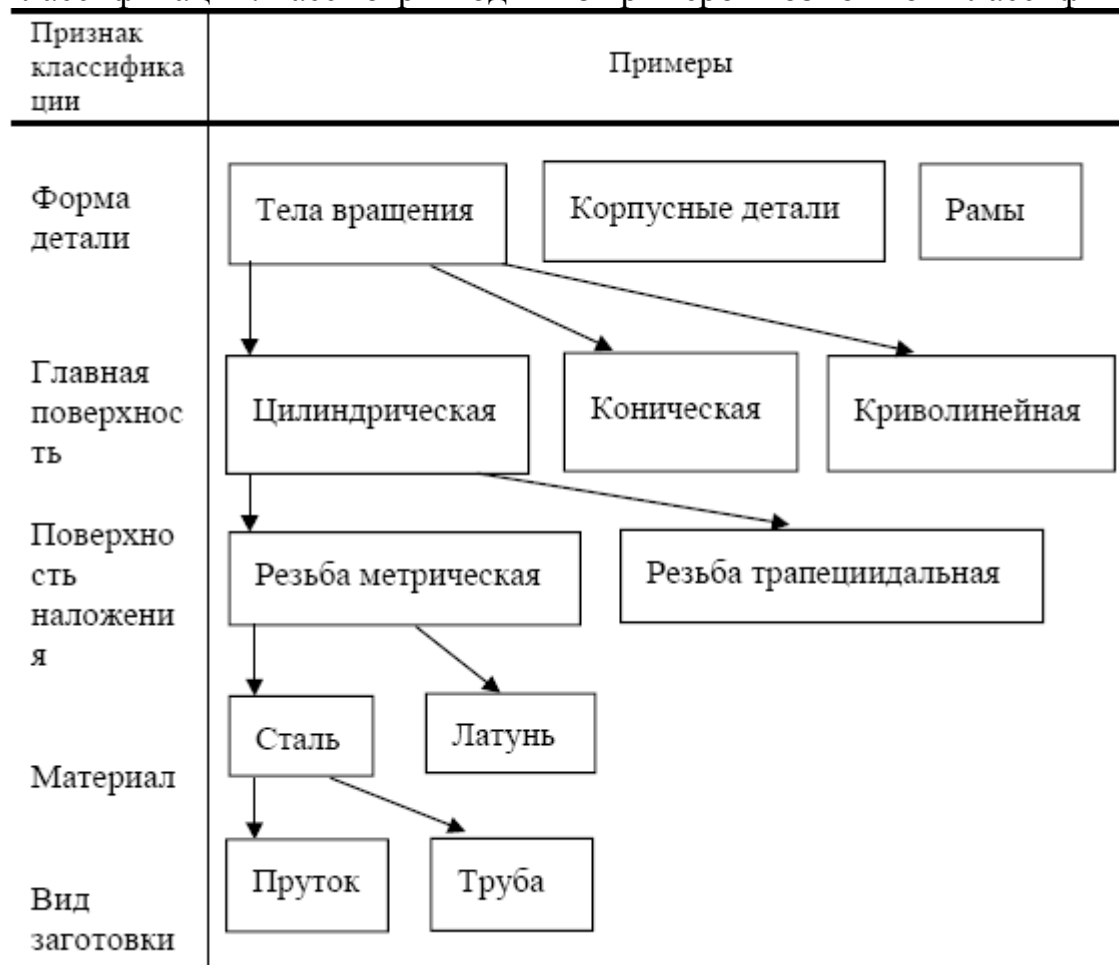 Признак
классифика
ции
Примеры
Форма
детали
Тела вращения
Корпусные детали
Рамы
Главная
поверхнос
ть
Цилиндрическая
Коническая
Криволинейная
Поверхно
сть
наложени
я
Резьба метрическая
Резьба трапециидальная
Материал
Сталь
Латунь
Вид
заготовки
Пруток
Труба